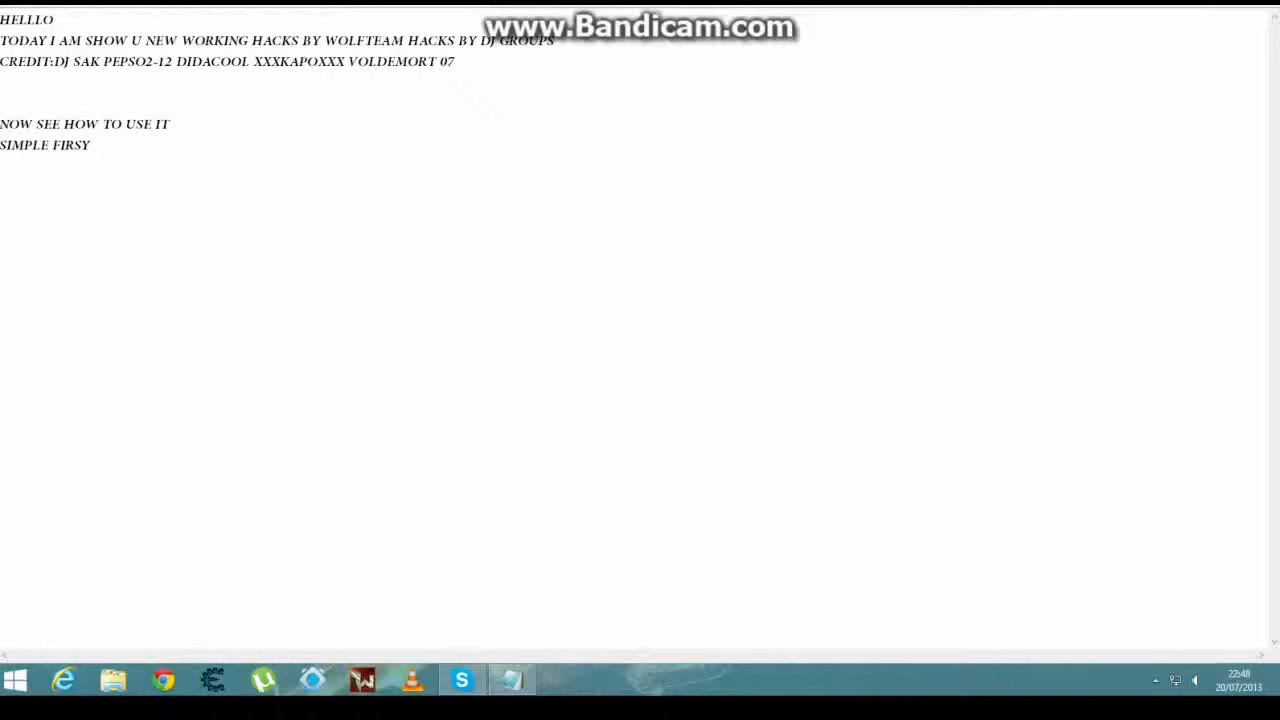 www.Bandicam.com
HELLLO
TODAY I AM SHOW U NEW WORKING HACKS BY WOLFTEAM HACKS BY DJ GROUPS
CREDIT:DJ SAK PEPSO2-12 DIDACOOL XXXKAPOXXX VOLDEMORT 07
NOW SEE HOW TO USE IT
SIMPLE FIRSY
22:48
20/07/2013